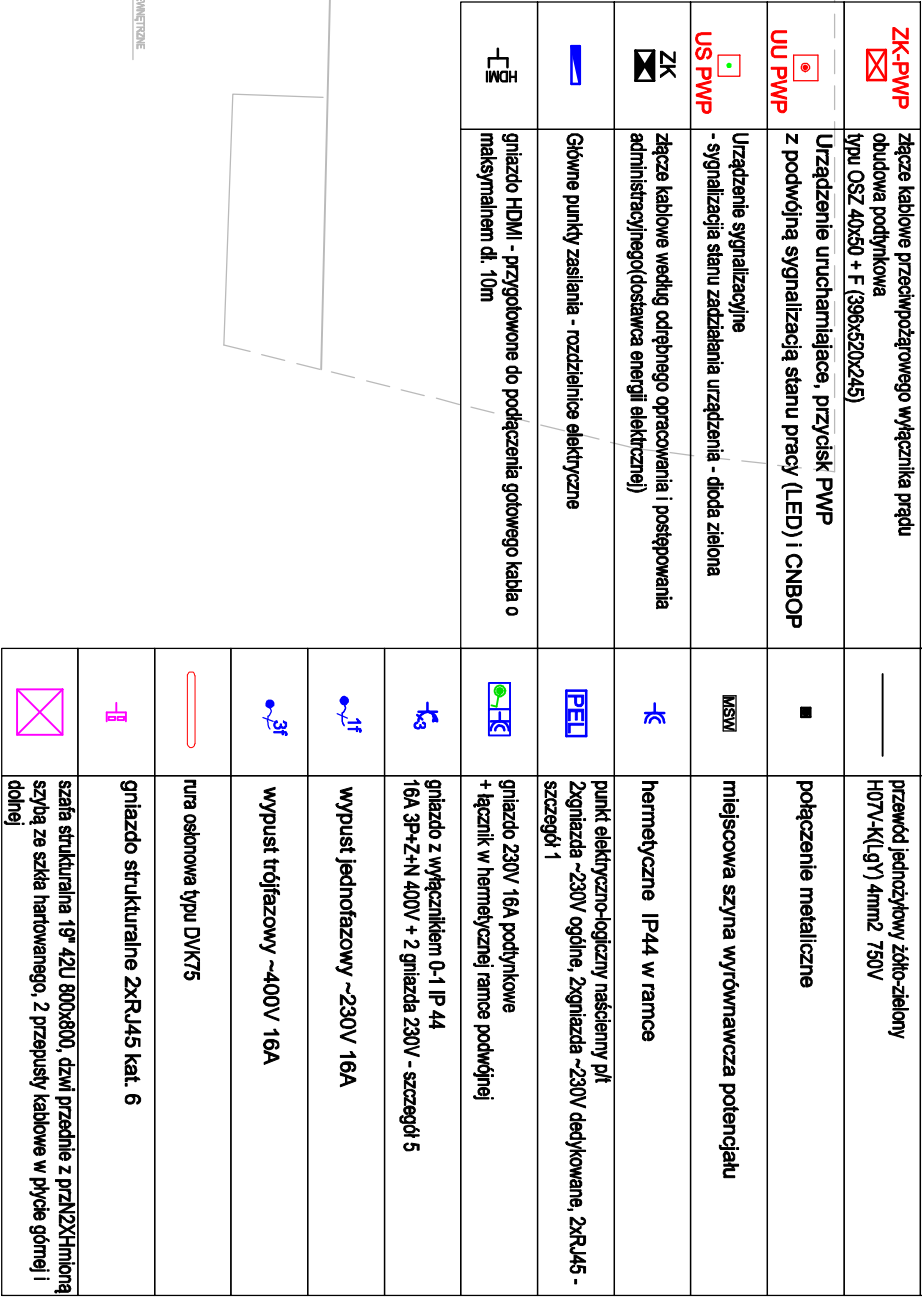 ZK-PWP
złącze kablowe przeciwpożarowego wyłącznika prądu
obudowa podtynkowa
typu OSZ 40x50 + F (396x520x245)
UU PWP
Urządzenie uruchamiajace, przycisk PWP
z podwójną sygnalizacją stanu pracy (LED) i CNBOP
US PWP
Urządzenie sygnalizacyjne
- sygnalizacja stanu zadziałania urządzenia - dioda zielona
ZK
złącze kablowe według odrębnego opracowania i postępowania
administracyjnego(dostawca energii elektrcznej)
Główne punkty zasilania - rozdzielnice elektryczne
HDMI
gniazdo HDMI - przygotowone do podłączenia gotowego kabla o
maksymalnem dł. 10m
przewód jednożyłowy żółto-zielony
H07V-K(LgY) 4mm2 750V
połączenie metaliczne
MSW
miejscowa szyna wyrównawcza potencjału
hermetyczne IP44 w ramce
PEL
punkt elektryczno-logiczny naścienny p/t
2xgniazda ~230V ogólne, 2xgniazda ~230V dedykowane, 2xRJ45 -
szczegół 1
gniazdo 230V 16A podtynkowe
+ łącznik w hermetycznej ramce podwójnej
x3
gniazdo z wyłącznikiem 0-1 IP 44
16A 3P+Z+N 400V + 2 gniazda 230V - szczegół 5
1f
wypust jednofazowy ~230V 16A
3f
wypust trójfazowy ~400V 16A
rura osłonowa typu DVK75
gniazdo strukturalne 2xRJ45 kat. 6
szafa strukturalna 19" 42U 800x800, dzwi przednie z przN2XHmioną
szybą ze szkła hartowanego, 2 przepusty kablowe w płycie górnej i
dolnej